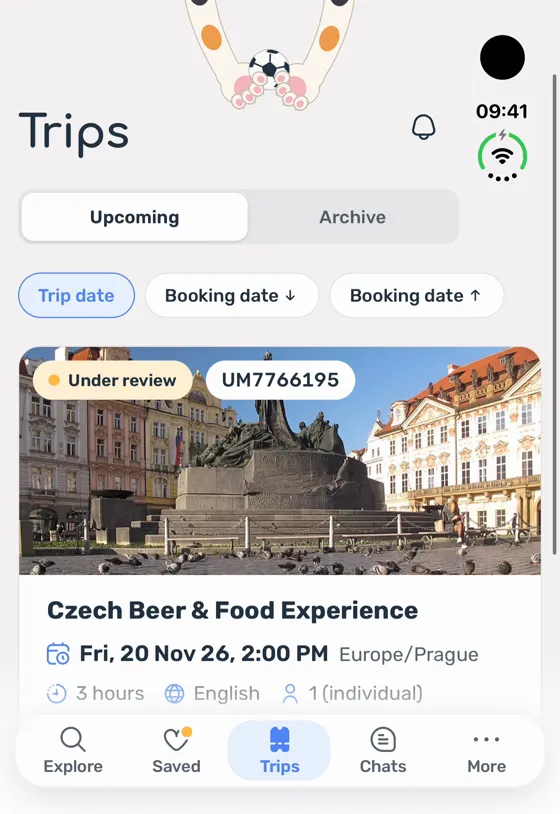 09:41
Trips
Upcoming
Archive
Trip date
Booking date ↓
Booking date ↑
Under review
UM7766195
Czech Beer & Food Experience
Fri, 20 Nov 26, 2:00 PM Europe/Prague
3 hours English 1 (individual)
Explore
Saved
Trips
Chats
More